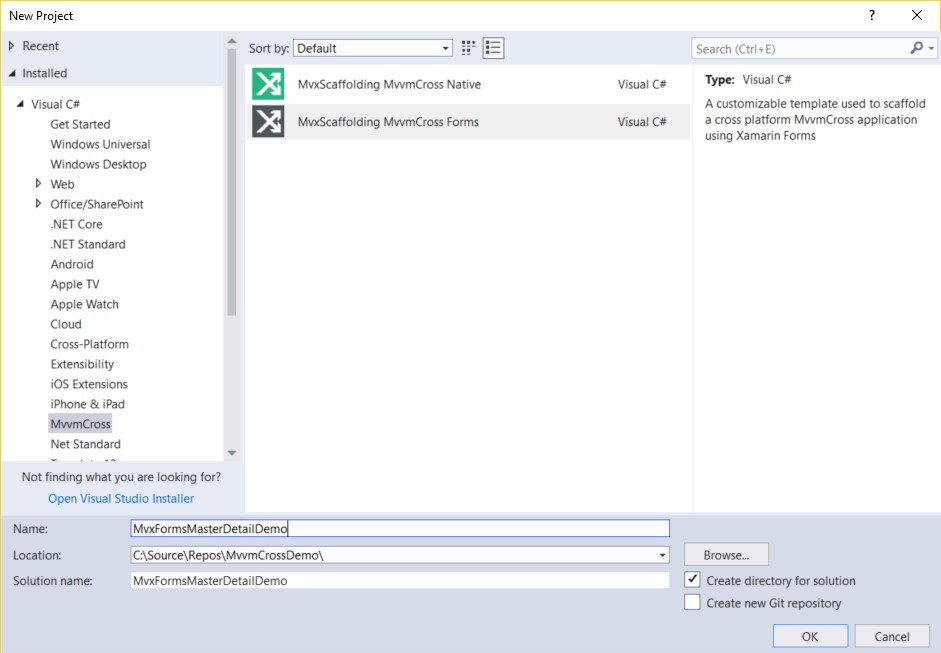 New Project
?
Recent
Installed
Visual C#
Get Started
Windows Universal
Windows Desktop
Web
Office/SharePoint
.NET Core
.NET Standard
Android
Apple TV
Apple Watch
Cloud
Cross-Platform
Extensibility
iOS Extensions
iPhone & iPad
MvvmCross
Net Standard
Not finding what you are looking for?
Open Visual Studio Installer
Sort by: Default
MvxScaffolding MvvmCross Native Visual C#
MvxScaffolding MvvmCross Forms Visual C#
Search (Ctrl+E)
Type: Visual C#
A customizable template used to scaffold
a cross platform MvvmCross application
using Xamarin Forms
Name: MvxFormsMasterDetailDemo
Location: C:\Source\Repos\MvvmCrossDemo\
Browse...
Solution name: MvxFormsMasterDetailDemo
Create directory for solution
Create new Git repository
OK Cancel